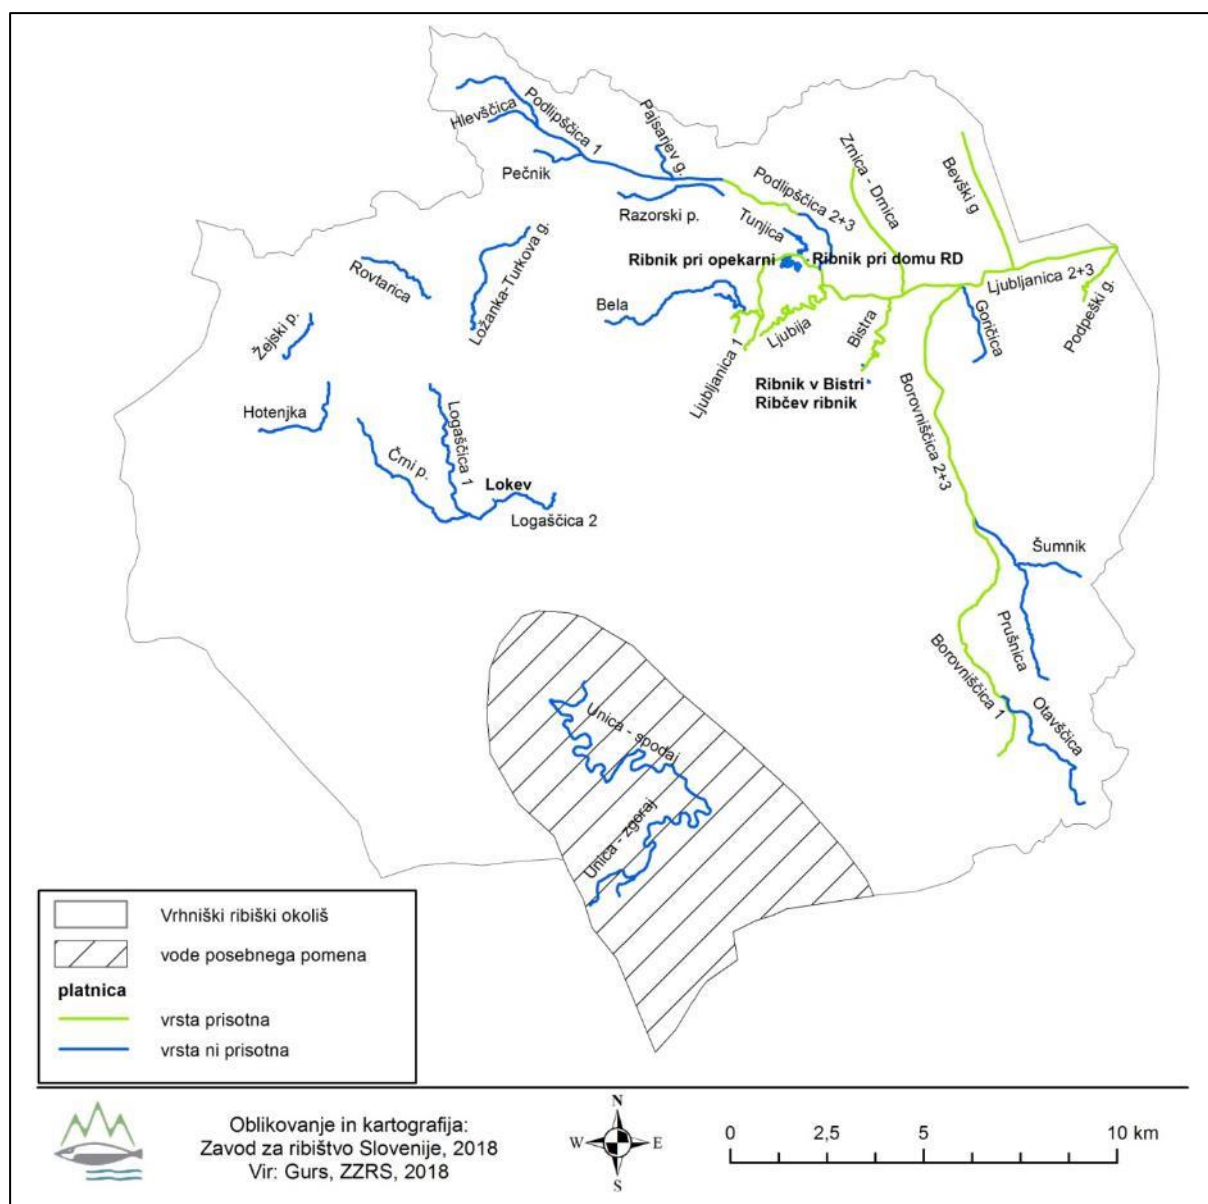 Hlevščica
Podlipščica 1
Pajsarjev g.
Pečnik
Razorski p.
Podlipščica 2+3
Zrnica - Drnica
Bevški g
Tunjica
Ribnik pri opekarni
Ribnik pri domu RD
Rovtarica
Ložanka-Turkova g.
Bela
Ljubljanica 2+3
Žejski p.
Ljubljanica 1
Ljubija
Bistra
Goričica
Podpeški g.
Ribnik v Bistri
Ribčev ribnik
Hotenjka
Logaščica 1
Črni p.
Lokev
Logaščica 2
Borovniščica 2+3
Šumnik
Prušnica
Borovniščica 1
Otavščica
Unica - spodaj
Unica - zgoraj
Vrhniški ribiški okoliš
vode posebnega pomena
platnica
vrsta prisotna
vrsta ni prisotna
Oblikovanje in kartografija:
Zavod za ribištvo Slovenije, 2018
Vir: Gurs, ZZRS, 2018
N
W E
S
0 2,5 5 10 km